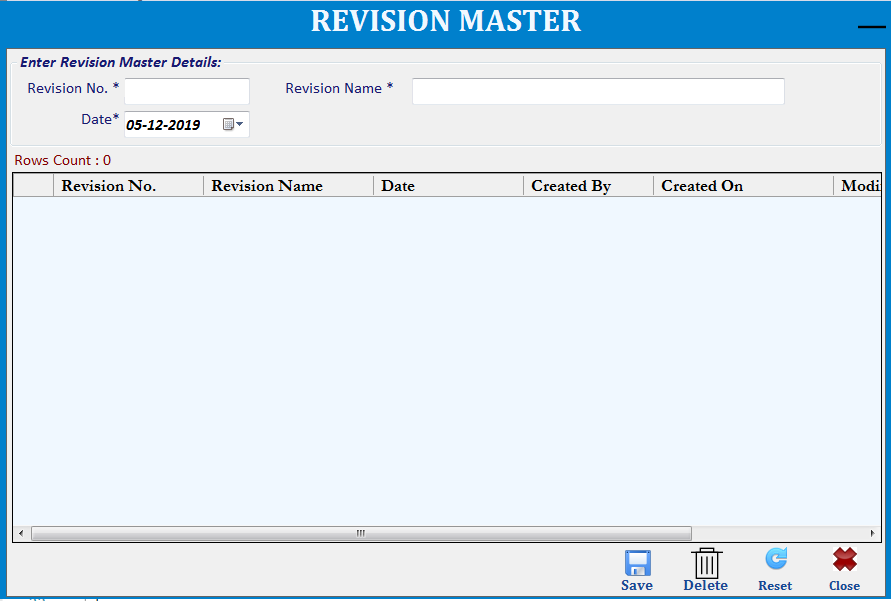 REVISION MASTER
Enter Revision Master Details:
Revision No. * Revision Name *
Date* 05-12-2019
Rows Count : 0
Revision No. Revision Name Date Created By Created On Modi
Save Delete Reset Close